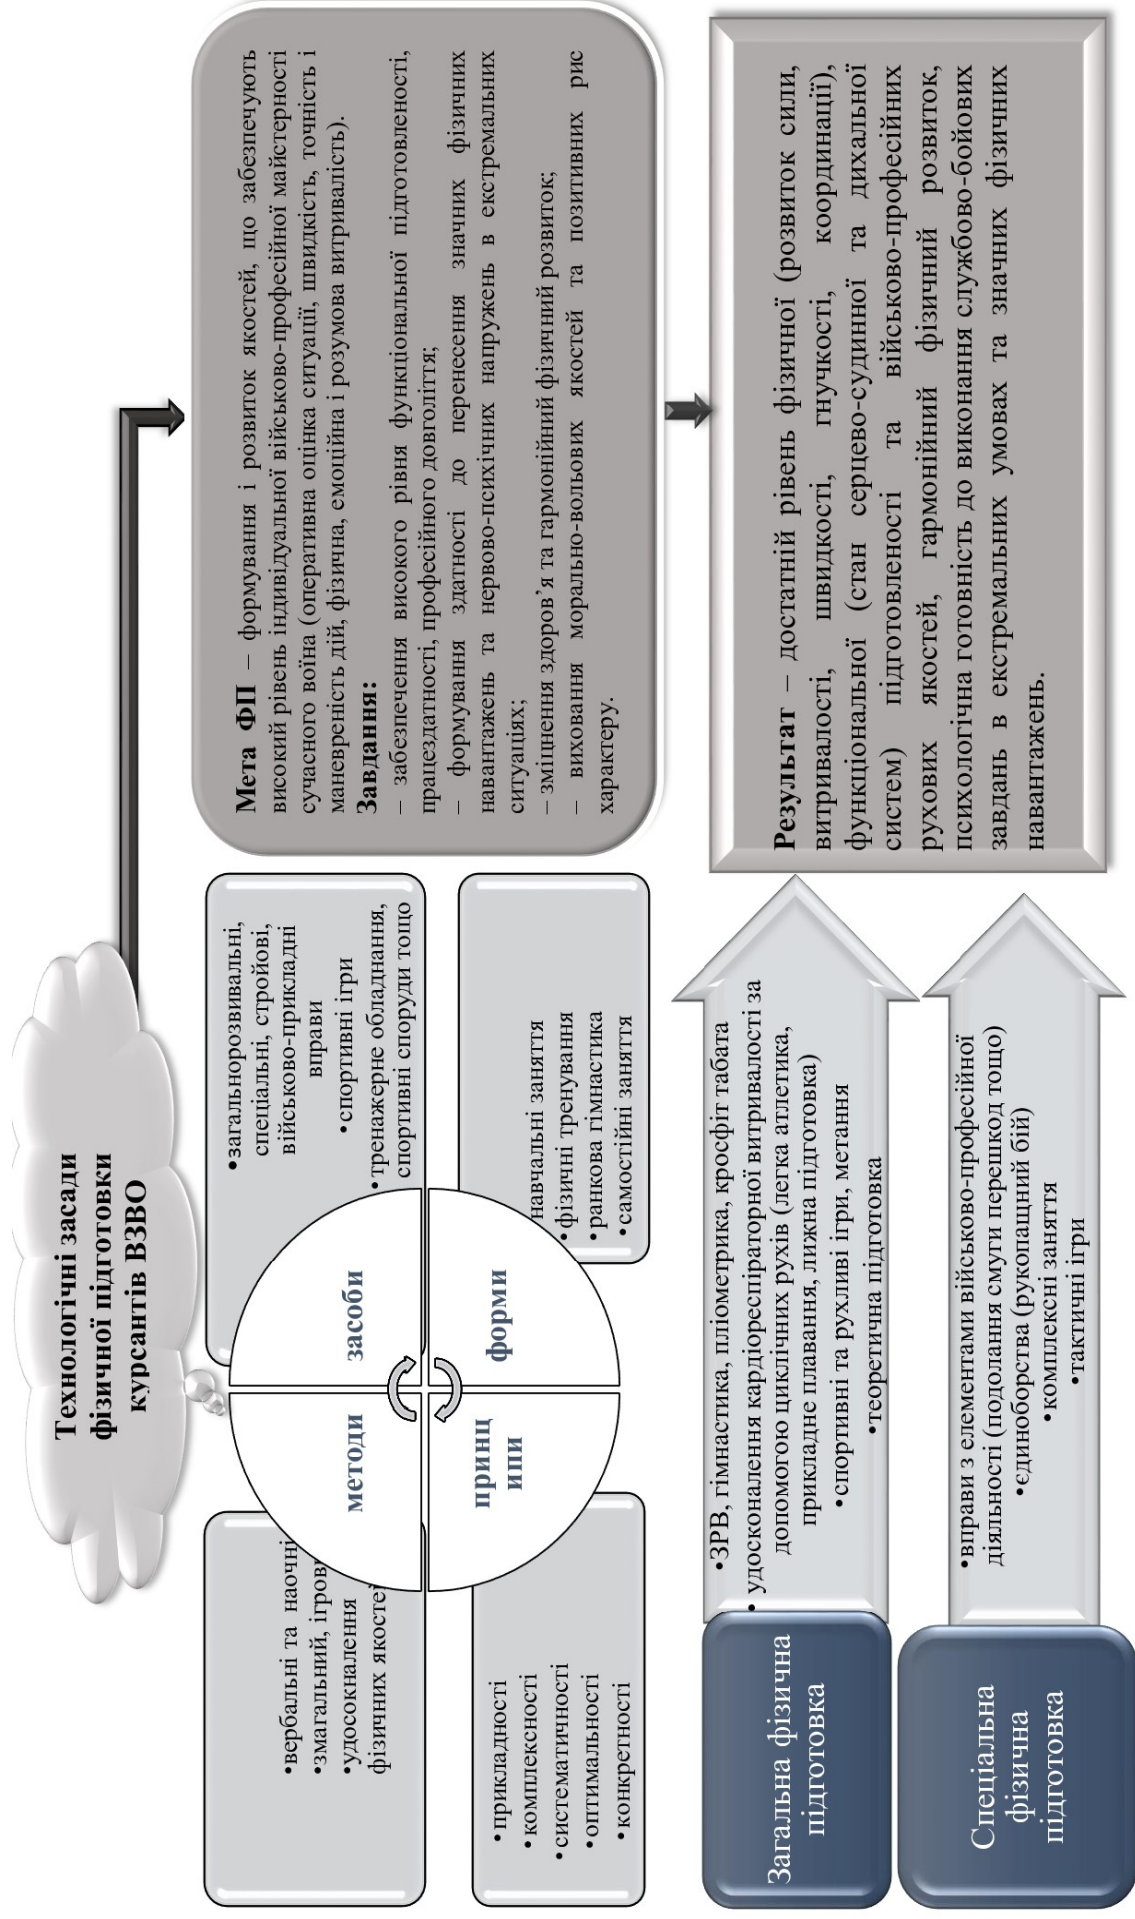 Технологічні засади
фізичної підготовки
курсантів ВЗВО
•вербальні та наочні
•змагальний,
•удосокналення
фізичних якостей
методи
засоби
•загальнорозвивальні,
спеціальні, стройові,
військово-прикладні
вправи
•спортивні ігри
•тренажерне обладнання,
спортивні споруди тощо
•прикладності
•комплексності
•систематичності
•оптимальності
•конкретності
принц
ипи
форми
навчальні заняття
•фізичні тренування
•ранкова гімнастика
•самостійні заняття
Мета ФП – формування і розвиток якостей, що забезпечують
високий рівень індивідуальної військово-професійної майстерності
сучасного воїна (оперативна оцінка ситуації, швидкість, точність і
маневреність дій, фізична, емоційна і розумова витривалість).
Завдання:
– забезпечення високого рівня функціональної підготовленості,
працездатності, професійного довголіття;
– формування здатності до перенесення значних фізичних
навантажень та нервово-психічних напружень в екстремальних
ситуаціях;
– зміцнення здоров’я та гармонійний фізичний розвиток;
– виховання морально-вольових якостей та позитивних рис
характеру.
Загальна фізична
підготовка
•ЗРВ, гімнастика, пліометрика, кросфіт табата
• удосконалення кардіореспіраторної витривалості за
допомогою циклічних рухів (легка атлетика,
прикладне плавання, лижна підготовка)
•спортивні та рухливі ігри, метання
•теоретична підготовка
Спеціальна
фізична
підготовка
•вправи з елементами військово-професійної
діяльності (подолання смуги перешкод тощо)
•єдиноборства (рукопащний бій)
•комплексні заняття
•тактичні ігри
Результат – достатній рівень фізичної (розвиток сили,
витривалості, швидкості, гнучкості, координації),
функціональної (стан серцево-судинної та дихальної
систем) підготовленості та військово-професійних
рухових якостей, гармонійний фізичний розвиток,
психологічна готовність до виконання службово-бойових
завдань в екстремальних умовах та значних фізичних
навантажень.